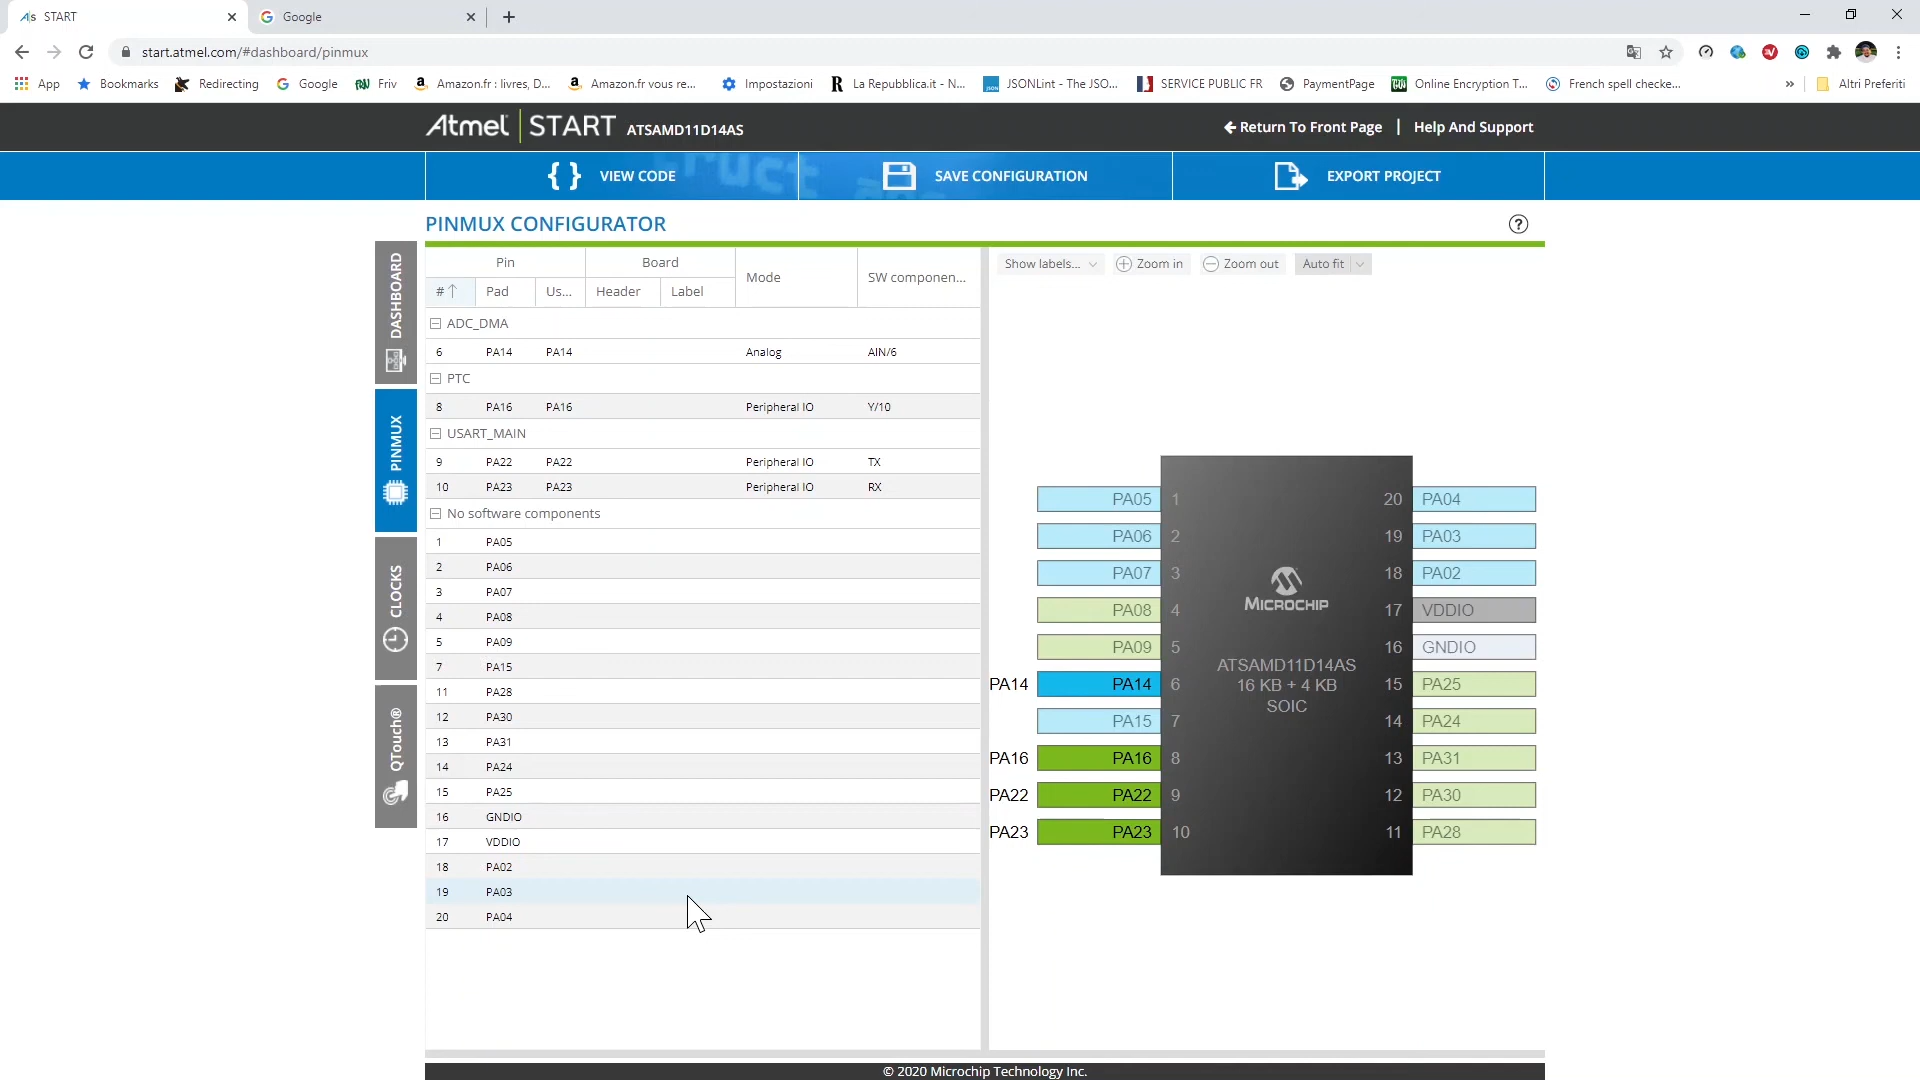 START
Google
start.atmel.com/#dashboard/pinmux
App
Bookmarks
Redirecting
Google
Friv
Amazon.fr : livres, D...
Amazon.fr vous re...
Impostazioni
La Repubblica.it - N...
JSONLint - The JSO...
SERVICE PUBLIC FR
PaymentPage
Online Encryption T...
French spell checke...
»
Altri Preferiti
Atmel START ATSAMD11D14AS
Return To Front Page | Help And Support
{ } VIEW CODE
SAVE CONFIGURATION
EXPORT PROJECT
PINMUX CONFIGURATOR
?
DASHBOARD
PINMUX
CLOCKS
QTouch®
Pin Board Mode SW componen...
# Pad Us... Header Label
ADC_DMA
6 PA14 PA14 Analog AIN/6
PTC
8 PA16 PA16 Peripheral IO Y/10
USART_MAIN
9 PA22 PA22 Peripheral IO TX
10 PA23 PA23 Peripheral IO RX
No software components
1 PA05
2 PA06
3 PA07
4 PA08
5 PA09
7 PA15
11 PA28
12 PA30
13 PA31
14 PA24
15 PA25
16 GNDIO
17 VDDIO
18 PA02
19 PA03
20 PA04
Show labels...
Zoom in
Zoom out
Auto fit
PA05 1 20 PA04
PA06 2 19 PA03
PA07 3 18 PA02
PA08 4 17 VDDIO
PA09 5 16 GNDIO
PA14 PA14 6 15 PA25
PA15 7 14 PA24
PA16 PA16 8 13 PA31
PA22 PA22 9 12 PA30
PA23 PA23 10 11 PA28
MICROCHIP
ATSAMD11D14AS
16 KB + 4 KB
SOIC
© 2020 Microchip Technology Inc.